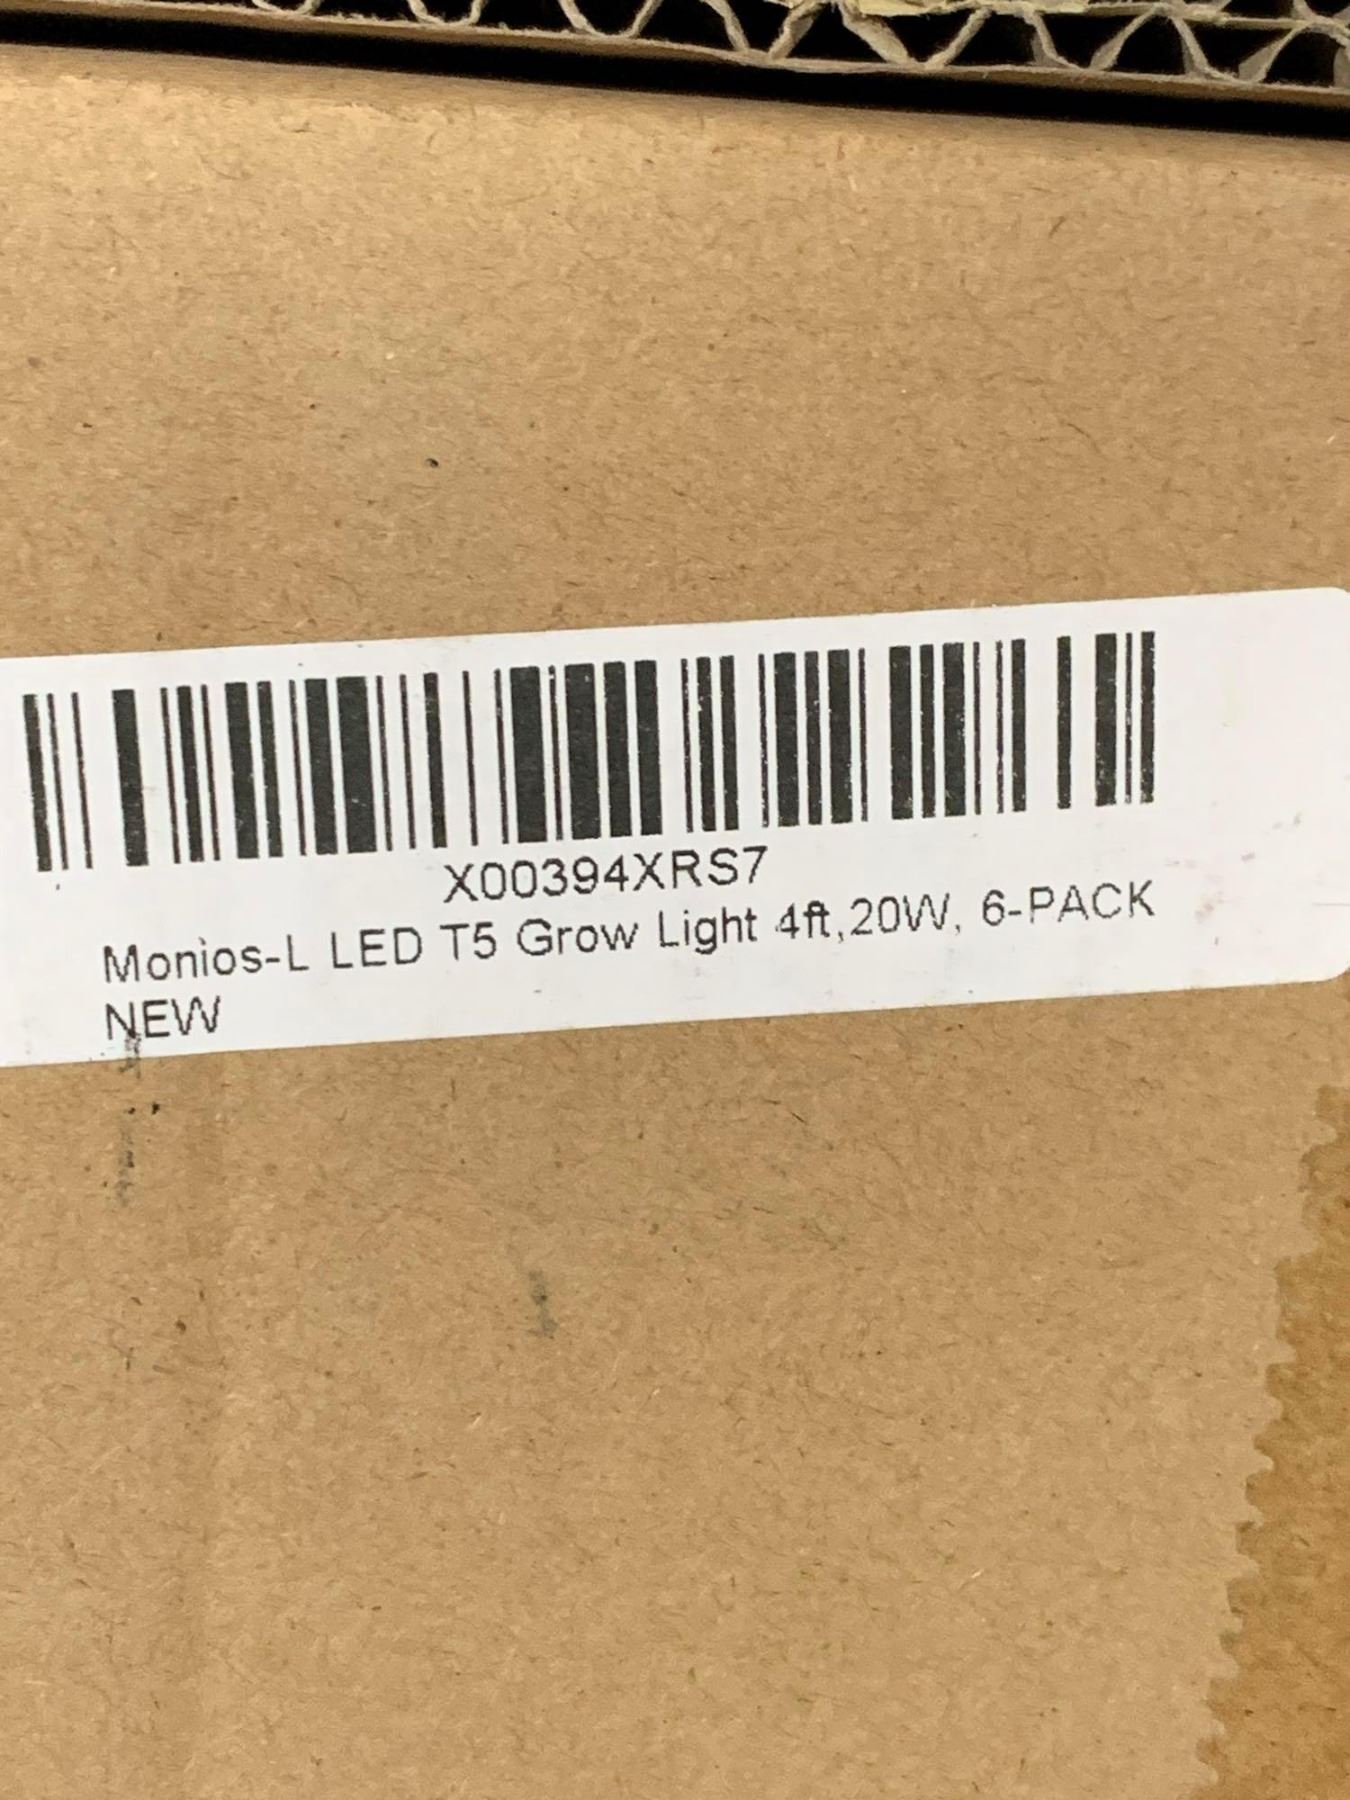 X00394XRS7
Monios-L LED T5 Grow Light 4ft,20W, 6-PACK
NEW